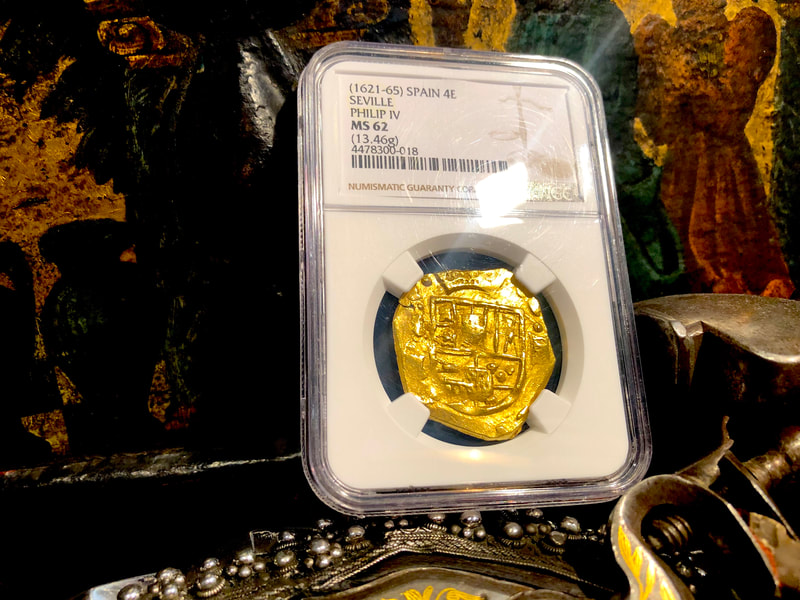 (1621-65) SPAIN 4E
SEVILLE
PHILIP IV
MS 62
(13.46g)
4478300-018
NUMISMATIC GUARANTY CORP